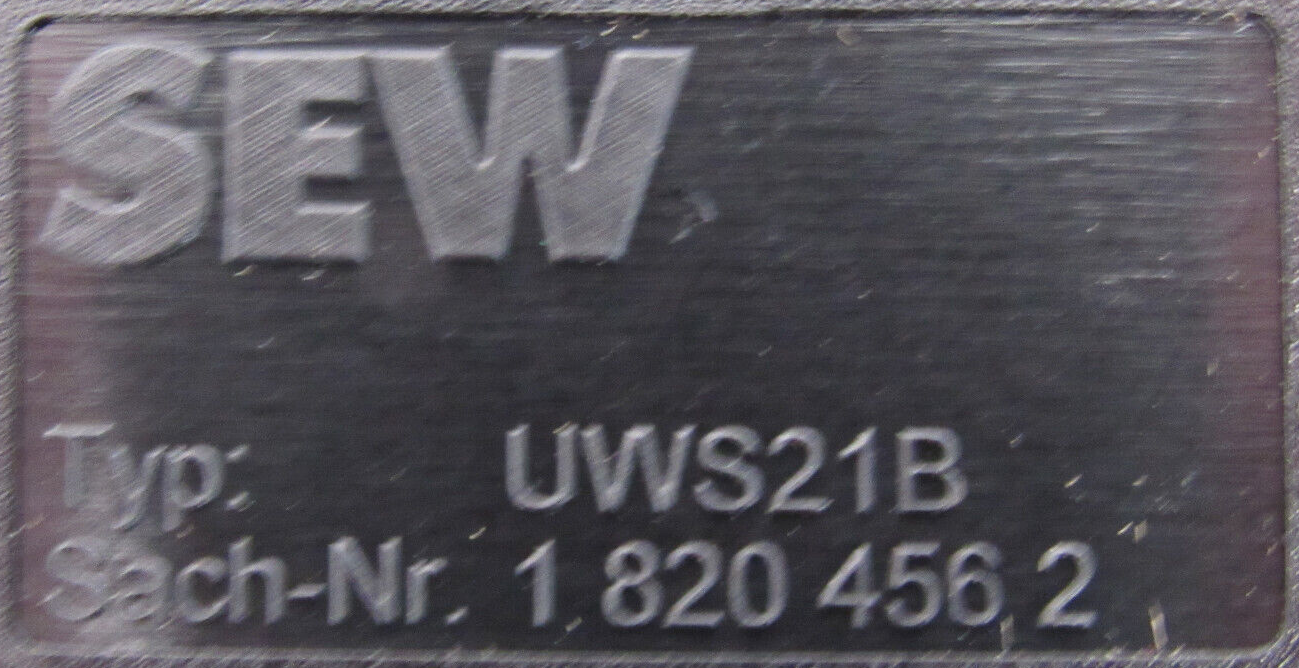 SEW
Typ: UWS21B
Sach-Nr. 1 820 456 2